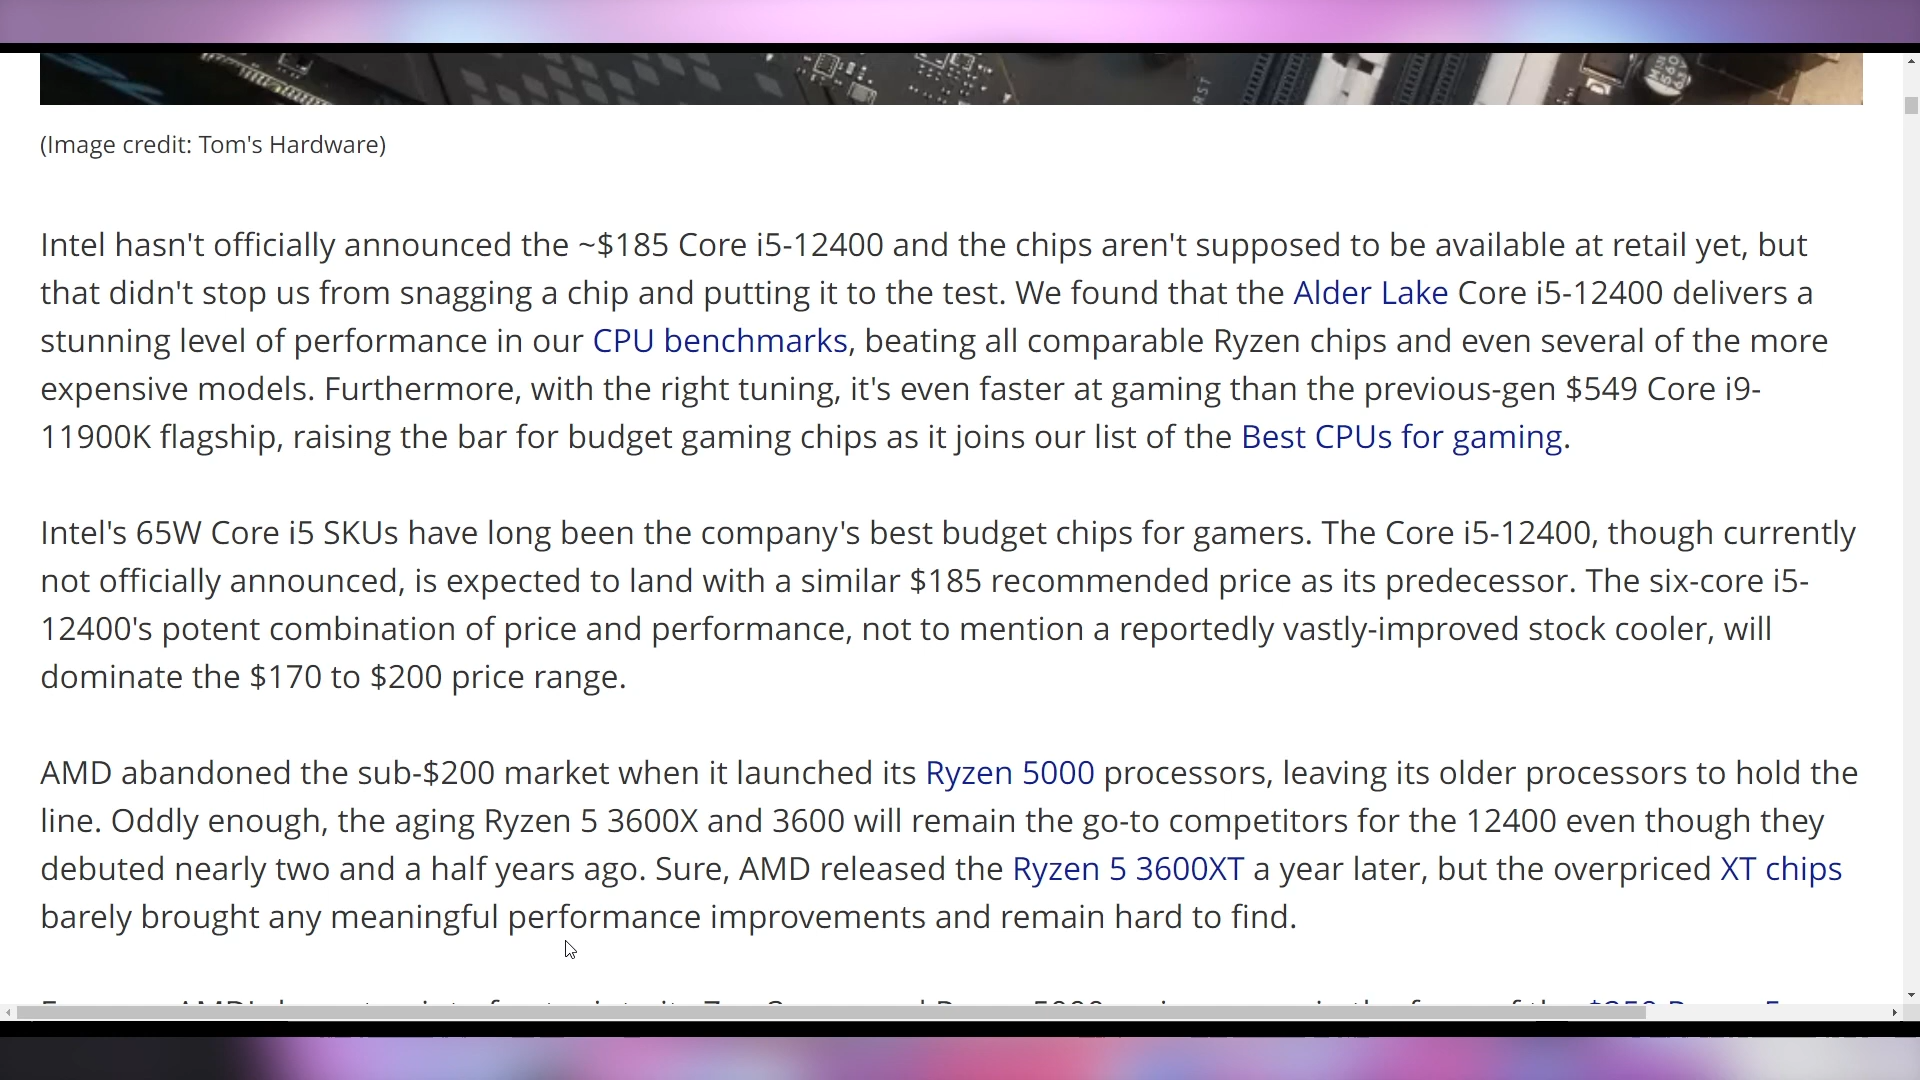 (Image credit: Tom's Hardware)
Intel hasn't officially announced the ~$185 Core i5-12400 and the chips aren't supposed to be available at retail yet, but
that didn't stop us from snagging a chip and putting it to the test. We found that the Alder Lake Core i5-12400 delivers a
stunning level of performance in our CPU benchmarks, beating all comparable Ryzen chips and even several of the more
expensive models. Furthermore, with the right tuning, it's even faster at gaming than the previous-gen $549 Core i9-
11900K flagship, raising the bar for budget gaming chips as it joins our list of the Best CPUs for gaming.
Intel's 65W Core i5 SKUs have long been the company's best budget chips for gamers. The Core i5-12400, though currently
not officially announced, is expected to land with a similar $185 recommended price as its predecessor. The six-core i5-
12400's potent combination of price and performance, not to mention a reportedly vastly-improved stock cooler, will
dominate the $170 to $200 price range.
AMD abandoned the sub-$200 market when it launched its Ryzen 5000 processors, leaving its older processors to hold the
line. Oddly enough, the aging Ryzen 5 3600X and 3600 will remain the go-to competitors for the 12400 even though they
debuted nearly two and a half years ago. Sure, AMD released the Ryzen 5 3600XT a year later, but the overpriced XT chips
barely brought any meaningful performance improvements and remain hard to find.